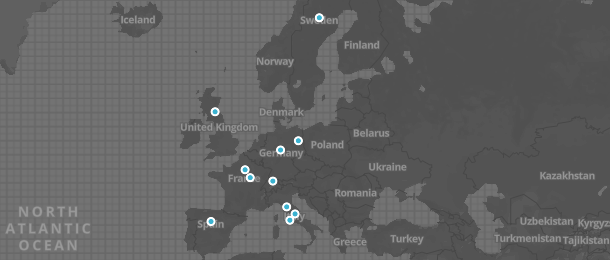 Iceland
Sweden
Finland
Norway
Denmark
United Kingdom
Belarus
Germany
Poland
Ukraine
France
Kazakhstan
Romania
NORTH
ATLANTIC
OCEAN
Spain
Italy
Uzbekistan
Kyrgyz
Greece
Turkey
Turkmenistan
Tajikistan